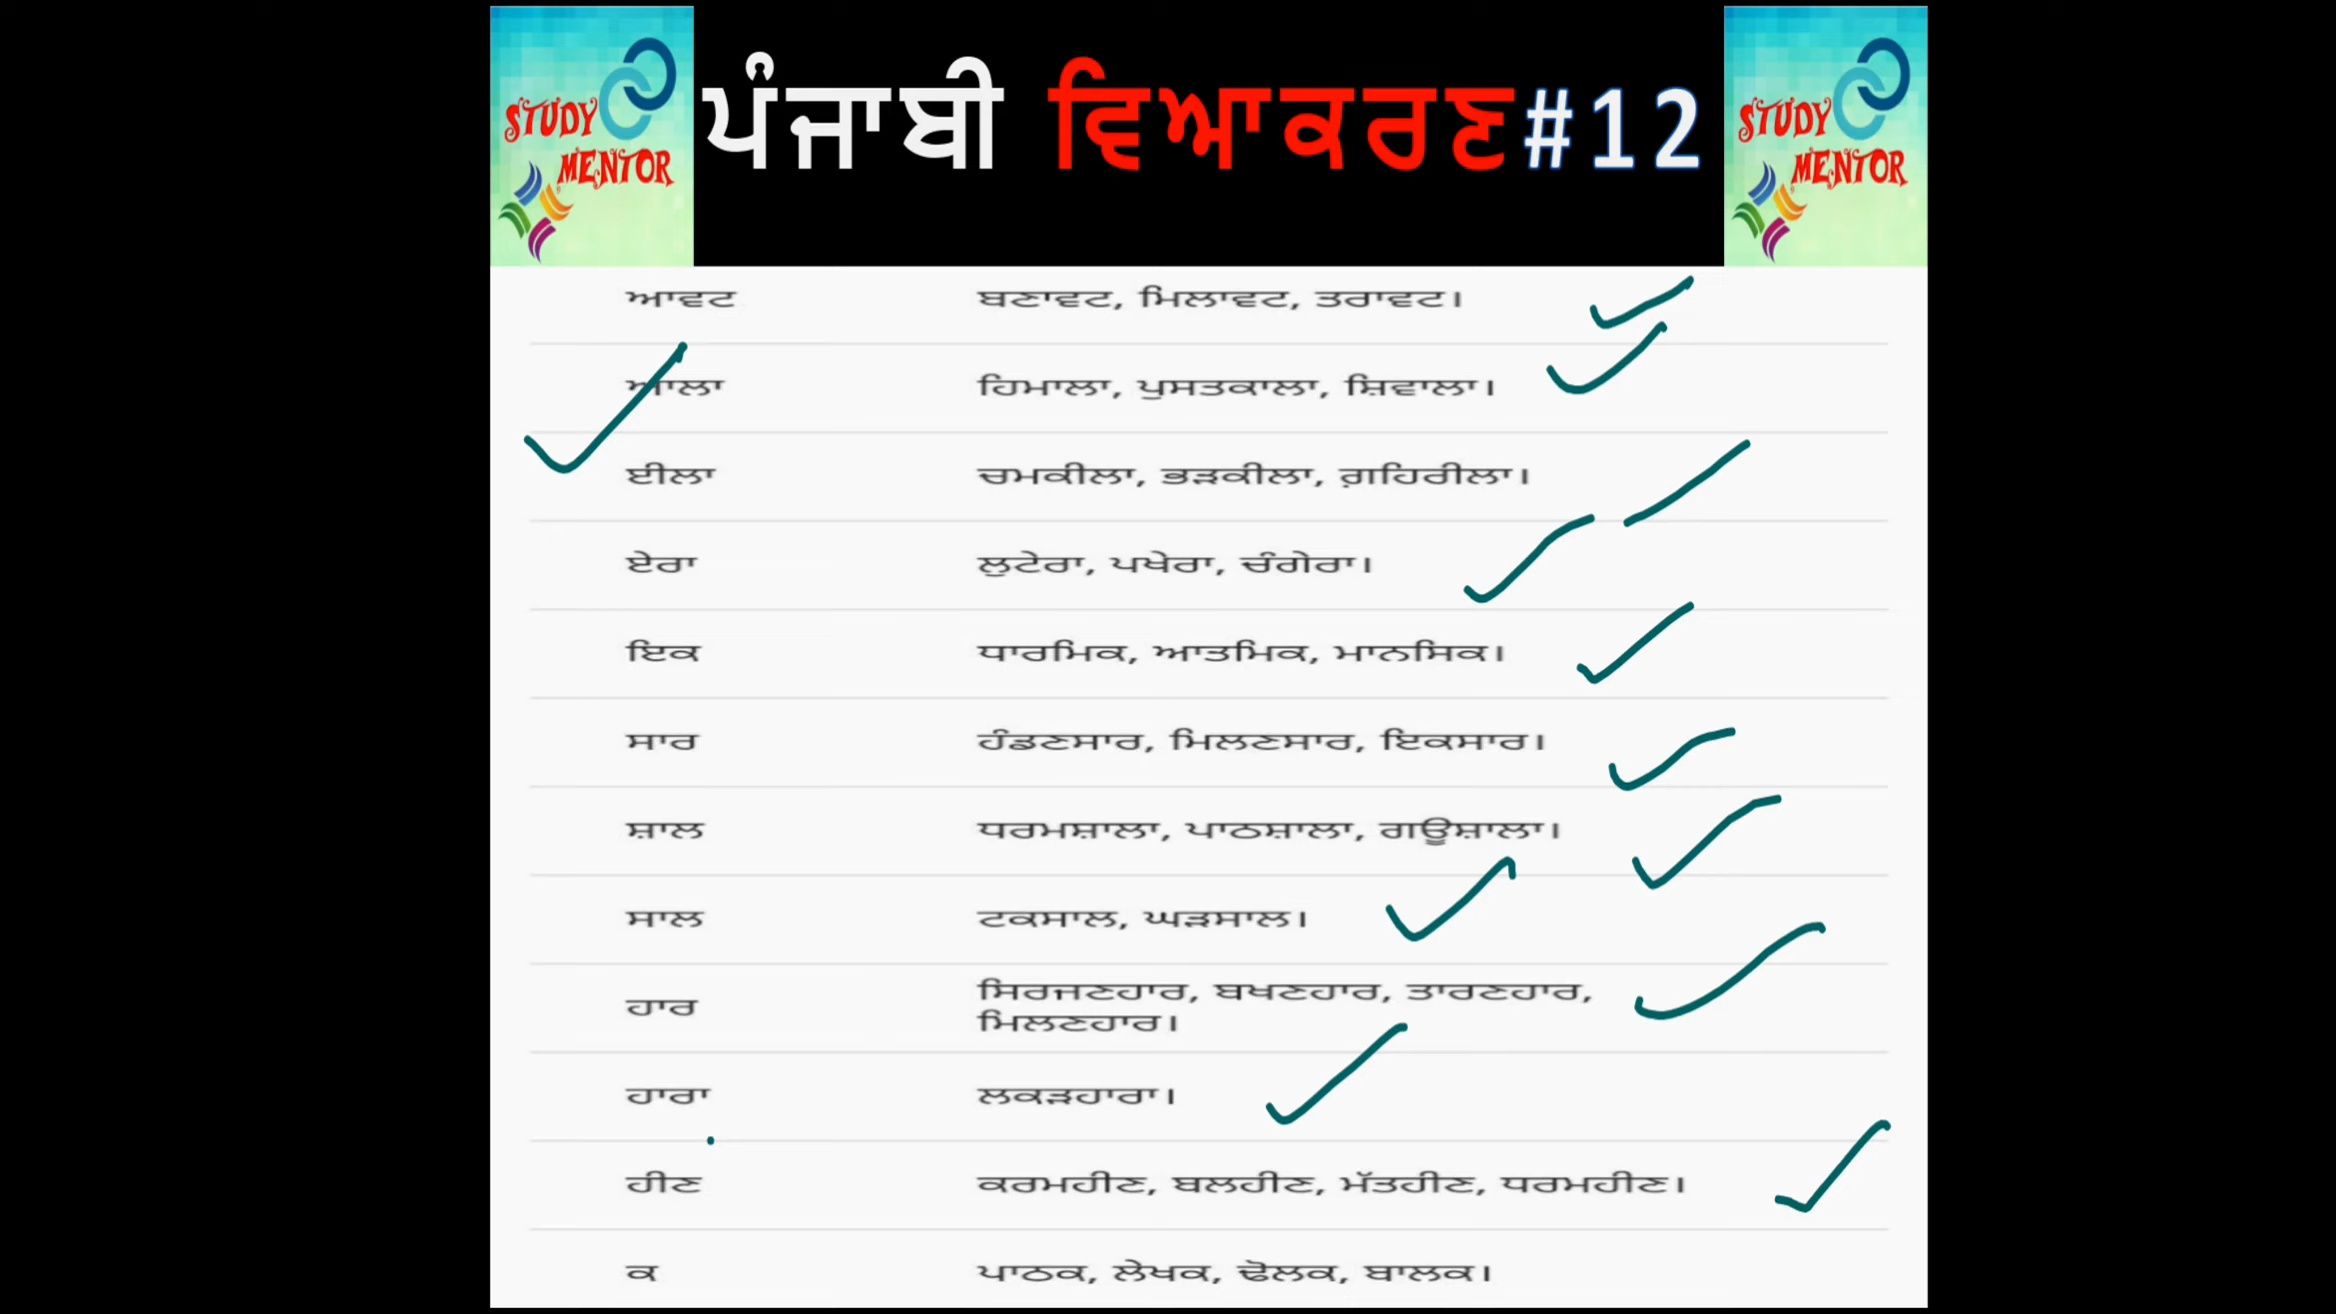 STUDY
MENTOR
ਪੰਜਾਬੀ ਵਿਆਕਰਣ#12
STUDY
MENTOR
ਆਵਟ ਬਣਾਵਟ, ਮਿਲਾਵਟ, ਤਰਾਵਟ।
ਆਲਾ ਹਿਮਾਲਾ, ਪੁਸਤਕਾਲਾ, ਸ਼ਿਵਾਲਾ।
ਈਲਾ ਚਮਕੀਲਾ, ਭੜਕੀਲਾ, ਗ਼ਹਿਰੀਲਾ।
ਏਰਾ ਲੁਟੇਰਾ, ਪਖੇਰਾ, ਚੰਗੇਰਾ।
ਇਕ ਧਾਰਮਿਕ, ਆਤਮਿਕ, ਮਾਨਸਿਕ।
ਸਾਰ ਹੰਡਣਸਾਰ, ਮਿਲਣਸਾਰ, ਇਕਸਾਰ।
ਸ਼ਾਲ ਧਰਮਸ਼ਾਲਾ, ਪਾਠਸ਼ਾਲਾ, ਗਊਸ਼ਾਲਾ।
ਸਾਲ ਟਕਸਾਲ, ਘੜਸਾਲ।
ਹਾਰ ਸਿਰਜਣਹਾਰ, ਬਖਣਹਾਰ, ਤਾਰਣਹਾਰ,
ਮਿਲਣਹਾਰ।
ਹਾਰਾ ਲਕੜਹਾਰਾ।
ਹੀਣ ਕਰਮਹੀਣ, ਬਲਹੀਣ, ਮੱਤਹੀਣ, ਧਰਮਹੀਣ।
ਕ ਪਾਠਕ, ਲੇਖਕ, ਢੋਲਕ, ਬਾਲਕ।